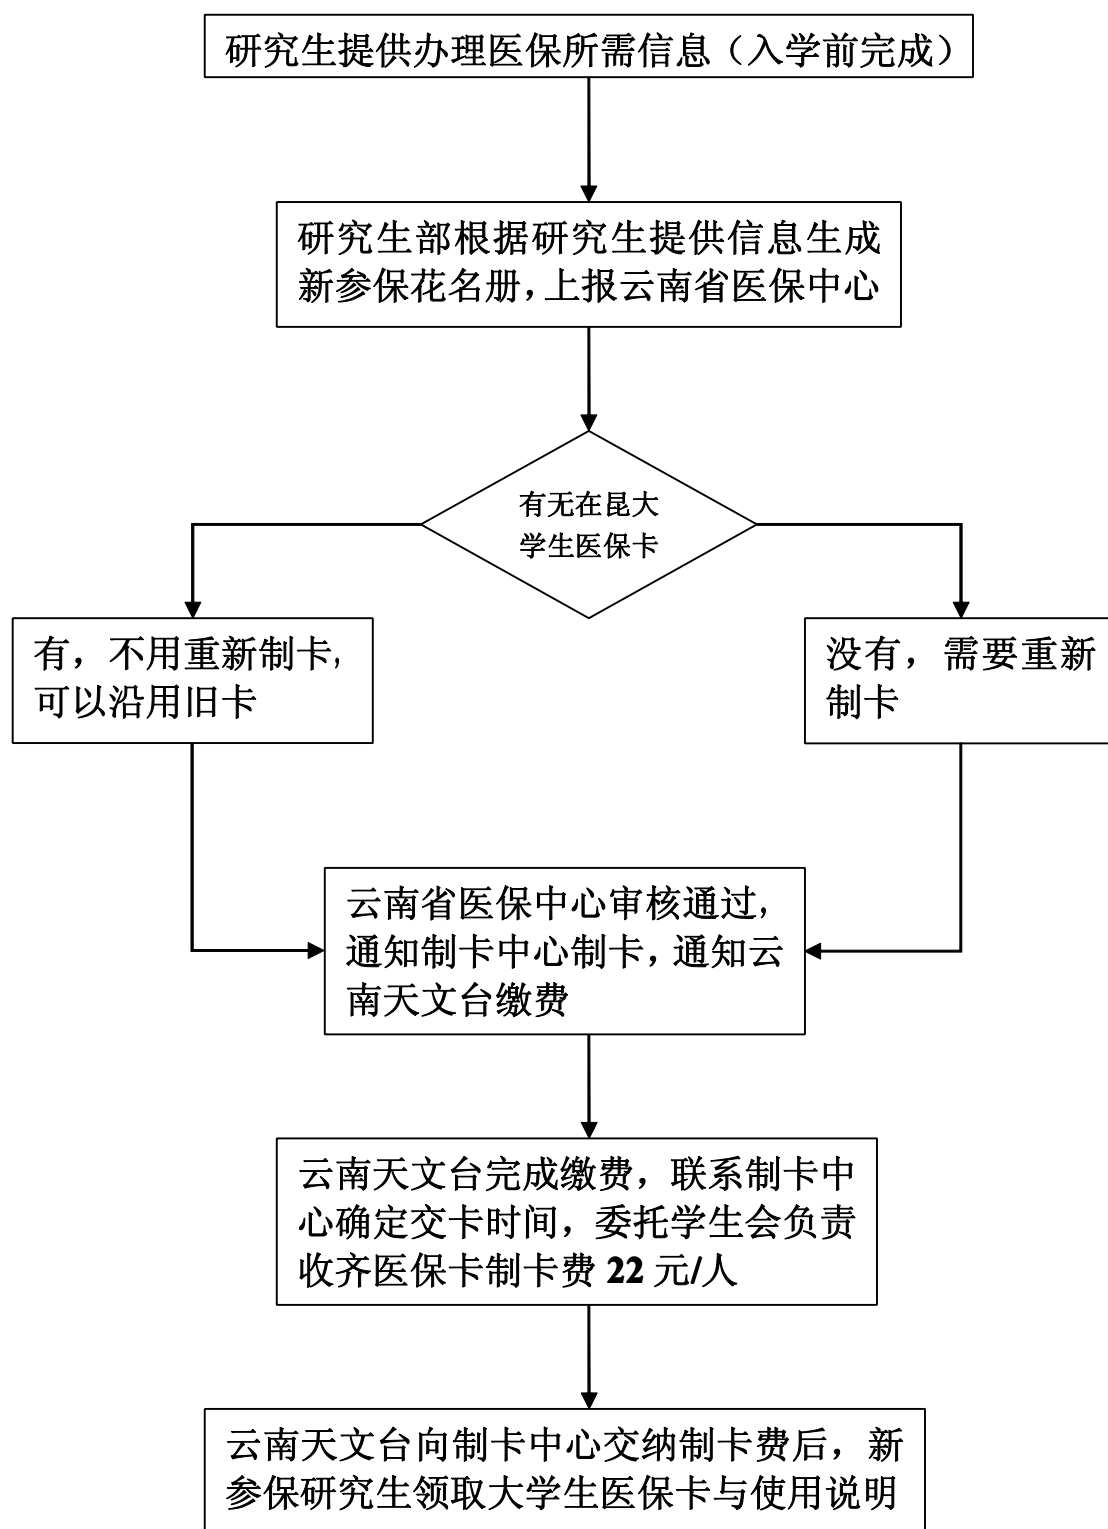 研究生提供办理医保所需信息（入学前完成）
研究生部根据研究生提供信息生成
新参保花名册，上报云南省医保中心
有无在昆大
学生医保卡
有，不用重新制卡，
可以沿用旧卡
没有，需要重新
制卡
云南省医保中心审核通过，
通知制卡中心制卡，通知云
南天文台缴费
云南天文台完成缴费，联系制卡中
心确定交卡时间，委托学生会负责
收齐医保卡制卡费 22 元/人
云南天文台向制卡中心交纳制卡费后，新
参保研究生领取大学生医保卡与使用说明